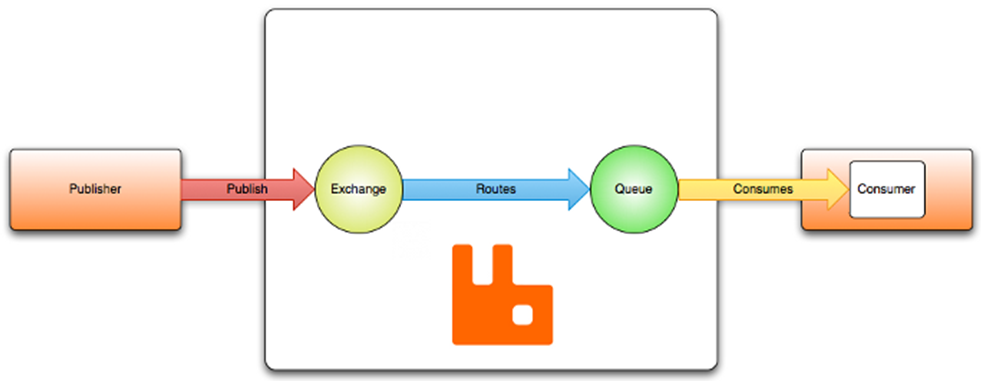 Publisher
Publish
Exchange
Routes
Queue
Consumes
Consumer